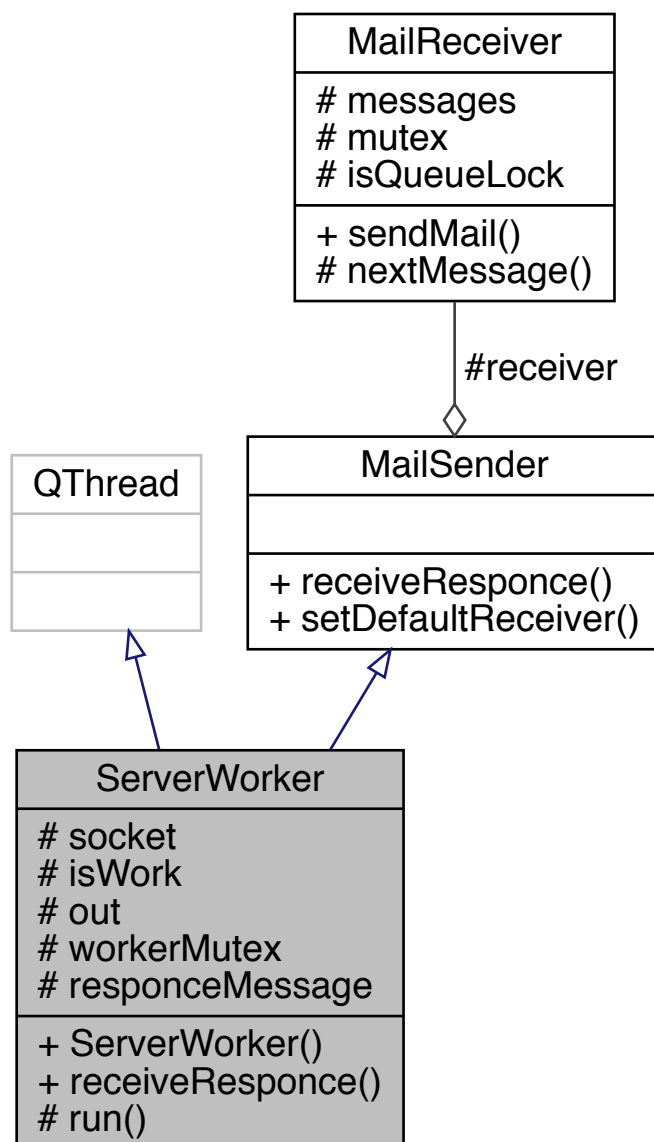 MailReceiver
# messages
# mutex
# isQueueLock
+ sendMail()
# nextMessage()
#receiver
QThread
MailSender
+ receiveResponce()
+ setDefaultReceiver()
ServerWorker
# socket
# isWork
# out
# workerMutex
# responceMessage
+ ServerWorker()
+ receiveResponce()
# run()